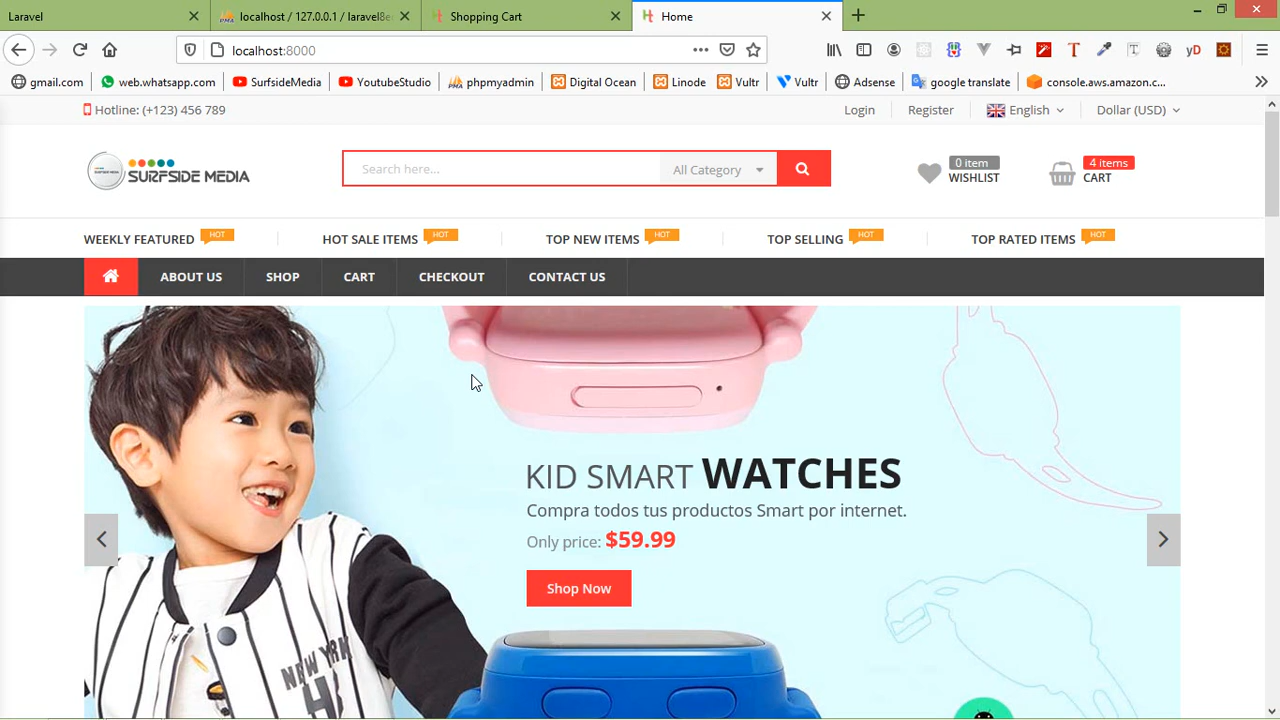 Laravel
localhost / 127.0.0.1 / laravel8e
Shopping Cart
Home
localhost:8000
gmail.com
web.whatsapp.com
SurfsideMedia
YoutubeStudio
phpmyadmin
Digital Ocean
Linode
Vultr
Vultr
Adsense
google translate
console.aws.amazon.c...
Hotline: (+123) 456 789
Login
Register
English
Dollar (USD)
SURFSIDE MEDIA
Search here...
All Category
0 item
WISHLIST
4 items
CART
WEEKLY FEATURED HOT
HOT SALE ITEMS HOT
TOP NEW ITEMS HOT
TOP SELLING HOT
TOP RATED ITEMS HOT
ABOUT US
SHOP
CART
CHECKOUT
CONTACT US
KID SMART WATCHES
Compra todos tus productos Smart por internet.
Only price: $59.99
Shop Now
NEW YORK